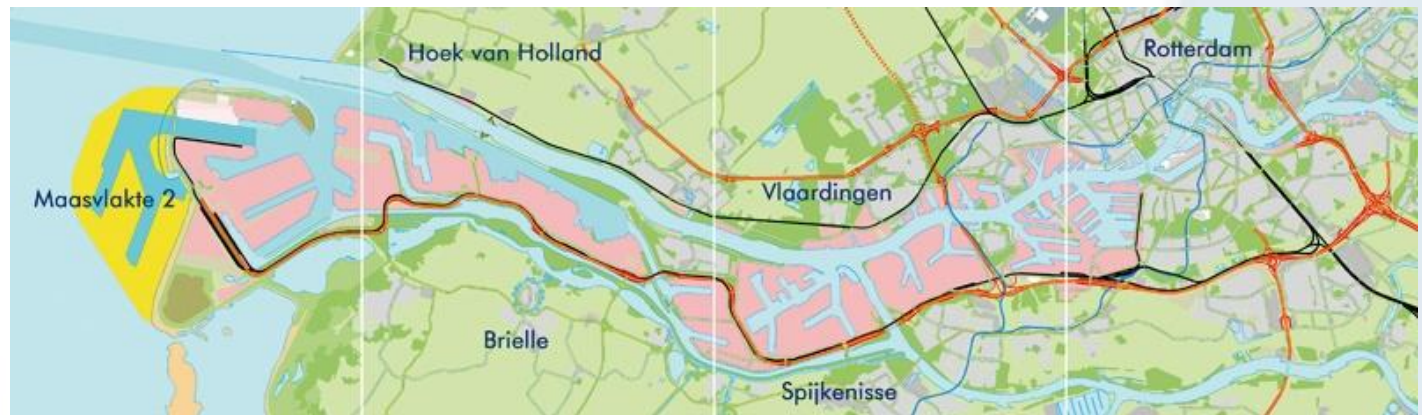 Hoek van Holland
Rotterdam
Maasvlakte 2
Vlaardingen
Brielle
Spijkenisse